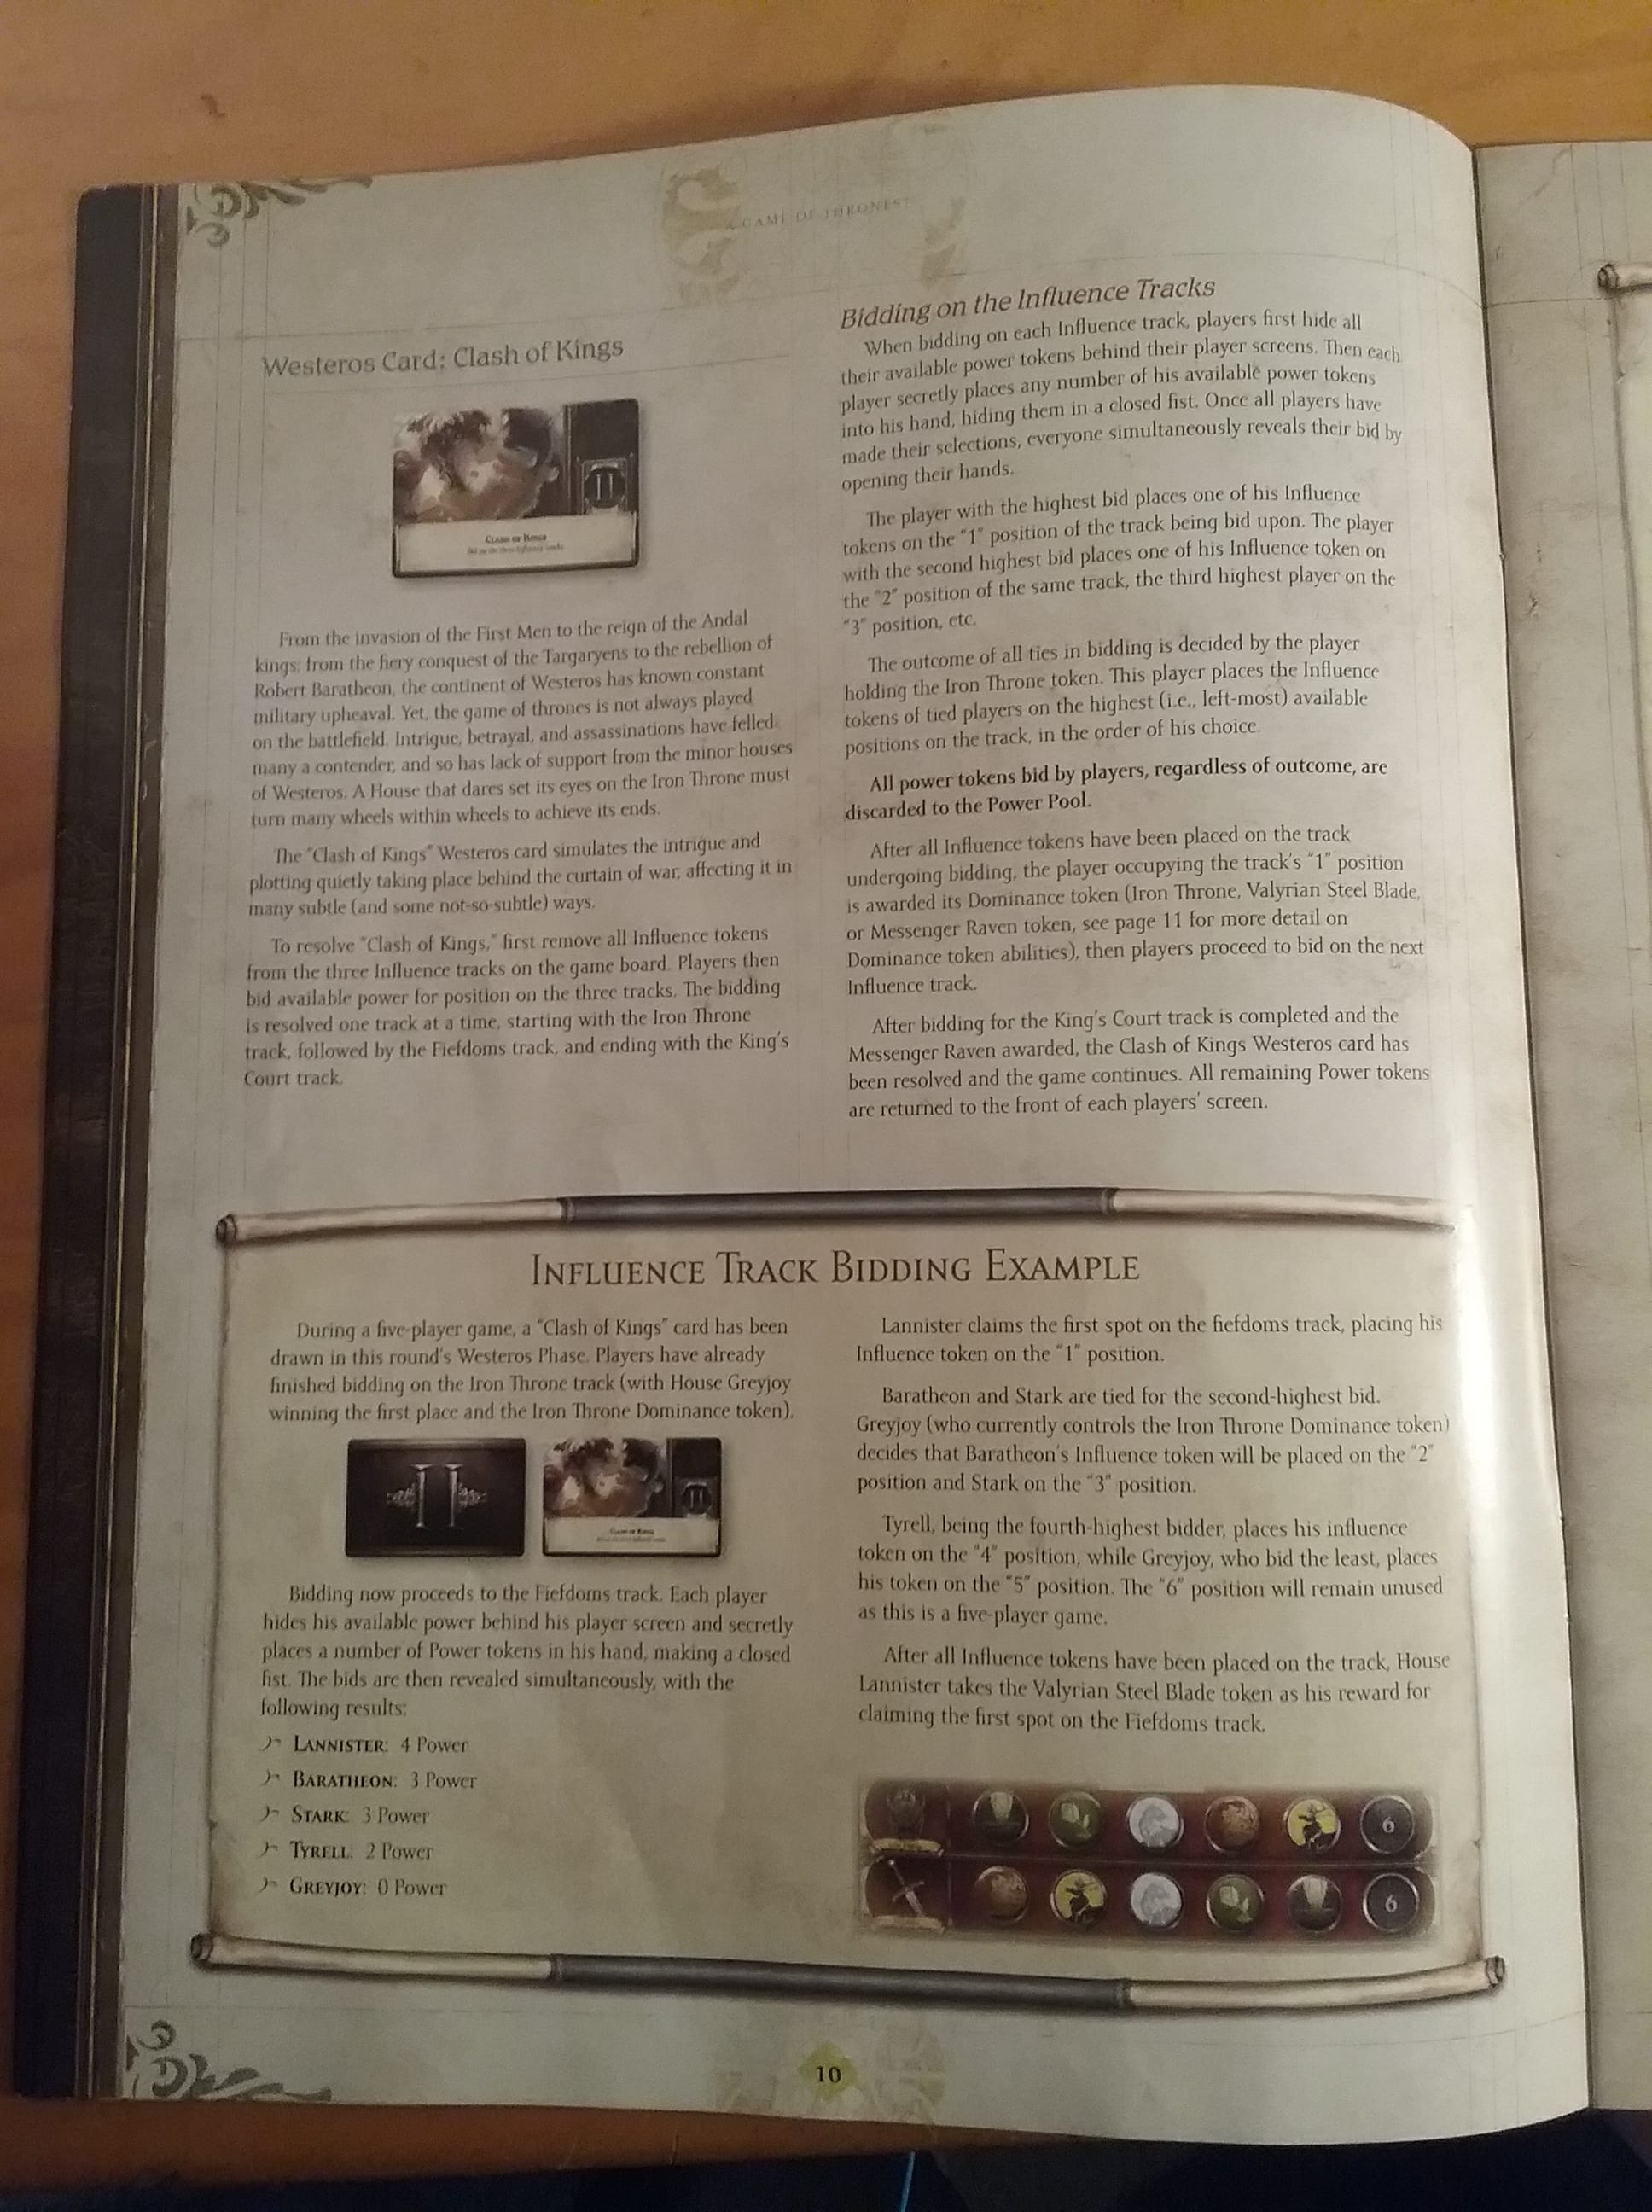 A GAME OF THRONES
Westeros Card: Clash of Kings
II
CLASH OF KINGS
Bid on the three Influence tracks.
From the invasion of the First Men to the reign of the Andal
kings; from the fiery conquest of the Targaryens to the rebellion of
Robert Baratheon, the continent of Westeros has known constant
military upheaval. Yet, the game of thrones is not always played
on the battlefield. Intrigue, betrayal, and assassinations have felled
many a contender, and so has lack of support from the minor houses
of Westeros. A House that dares set its eyes on the Iron Throne must
turn many wheels within wheels to achieve its ends.
The "Clash of Kings" Westeros card simulates the intrigue and
plotting quietly taking place behind the curtain of war, affecting it in
many subtle (and some not-so-subtle) ways.
To resolve "Clash of Kings," first remove all Influence tokens
from the three Influence tracks on the game board. Players then
bid available power for position on the three tracks. The bidding
is resolved one track at a time, starting with the Iron Throne
track, followed by the Fiefdoms track, and ending with the King's
Court track.
Bidding on the Influence Tracks
When bidding on each Influence track, players first hide all
their available power tokens behind their player screens. Then each
player secretly places any number of his available power tokens
into his hand, hiding them in a closed fist. Once all players have
made their selections, everyone simultaneously reveals their bid by
opening their hands.
The player with the highest bid places one of his Influence
tokens on the "1" position of the track being bid upon. The player
with the second highest bid places one of his Influence token on
the "2" position of the same track, the third highest player on the
"3" position, etc.
The outcome of all ties in bidding is decided by the player
holding the Iron Throne token. This player places the Influence
tokens of tied players on the highest (i.e., left-most) available
positions on the track, in the order of his choice.
All power tokens bid by players, regardless of outcome, are
discarded to the Power Pool.
After all Influence tokens have been placed on the track
undergoing bidding, the player occupying the track's "1" position
is awarded its Dominance token (Iron Throne, Valyrian Steel Blade,
or Messenger Raven token, see page 11 for more detail on
Dominance token abilities), then players proceed to bid on the next
Influence track.
After bidding for the King's Court track is completed and the
Messenger Raven awarded, the Clash of Kings Westeros card has
been resolved and the game continues. All remaining Power tokens
are returned to the front of each players' screen.
INFLUENCE TRACK BIDDING EXAMPLE
During a five-player game, a "Clash of Kings" card has been
drawn in this round's Westeros Phase. Players have already
finished bidding on the Iron Throne track (with House Greyjoy
winning the first place and the Iron Throne Dominance token).
II
II
CLASH OF KINGS
Bidding now proceeds to the Fiefdoms track. Each player
hides his available power behind his player screen and secretly
places a number of Power tokens in his hand, making a closed
fist. The bids are then revealed simultaneously, with the
following results:
LANNISTER: 4 Power
BARATHEON: 3 Power
STARK: 3 Power
TYRELL: 2 Power
GREYJOY: 0 Power
Lannister claims the first spot on the fiefdoms track, placing his
Influence token on the "1" position.
Baratheon and Stark are tied for the second-highest bid.
Greyjoy (who currently controls the Iron Throne Dominance token)
decides that Baratheon's Influence token will be placed on the "2"
position and Stark on the "3" position.
Tyrell, being the fourth-highest bidder, places his influence
token on the "4" position, while Greyjoy, who bid the least, places
his token on the "5" position. The "6" position will remain unused
as this is a five-player game.
After all Influence tokens have been placed on the track, House
Lannister takes the Valyrian Steel Blade token as his reward for
claiming the first spot on the Fiefdoms track.
6
6
10